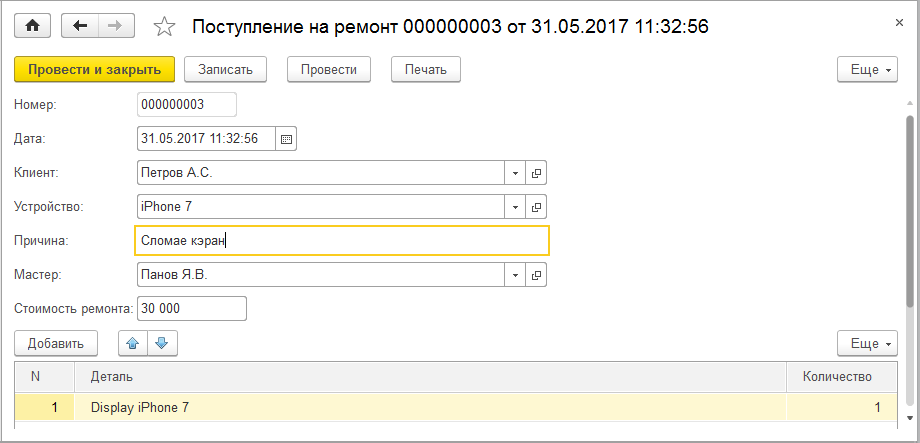 Поступление на ремонт 000000003 от 31.05.2017 11:32:56
Провести и закрыть Записать Провести Печать Еще
Номер: 000000003
Дата: 31.05.2017 11:32:56
Клиент: Петров А.С.
Устройство: iPhone 7
Причина: Сломае кэран
Мастер: Панов Я.В.
Стоимость ремонта: 30 000
Добавить Еще
N Деталь Количество
1 Display iPhone 7 1